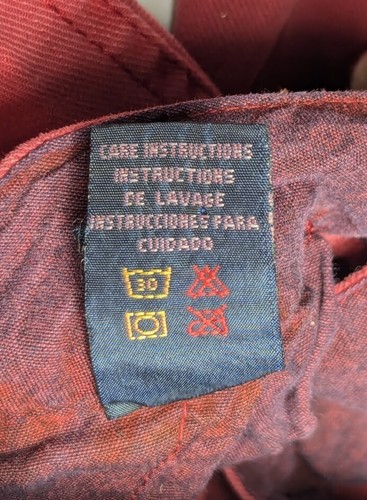 CARE INSTRUCTIONS
INSTRUCTIONS
DE LAVAGE
INSTRUCCIONES PARA
CUIDADO
30